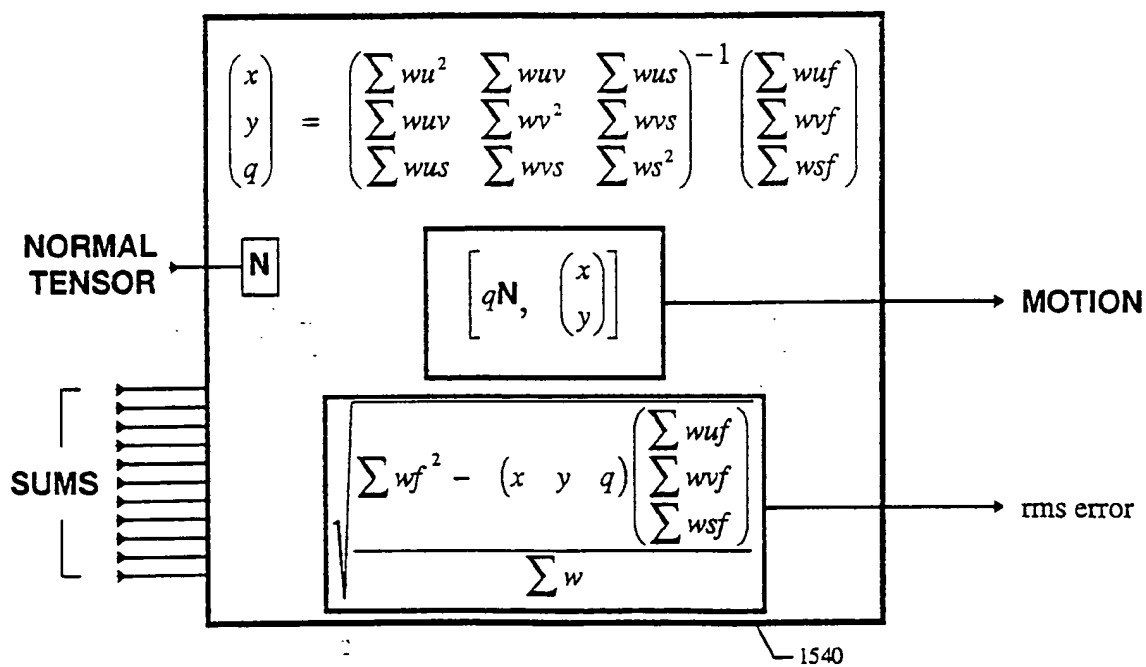 (x y q) = (∑wu² ∑wuv ∑wus
∑wuv ∑wv² ∑wvs
∑wus ∑wvs ∑ws²)⁻¹ (∑wuf
∑wvf
∑wsf)
NORMAL
TENSOR
N
[qN, (x y)]
MOTION
SUMS
√((∑wf² - (x y q)(∑wuf
∑wvf
∑wsf)) / ∑w)
rms error
1540